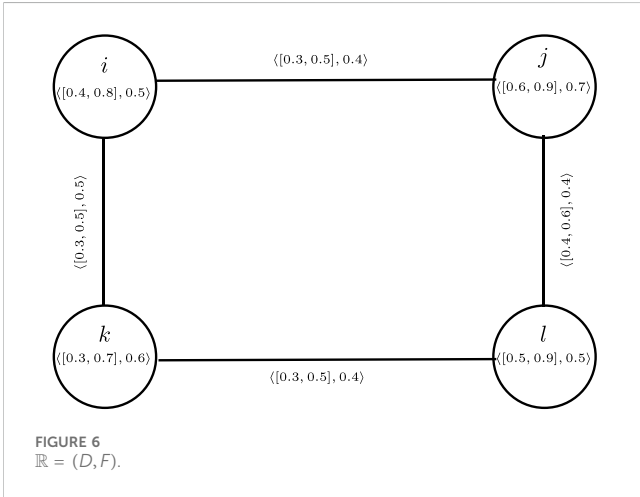 i
⟨[0.4, 0.8], 0.5⟩
⟨[0.3, 0.5], 0.4⟩
j
⟨[0.6, 0.9], 0.7⟩
⟨[0.3, 0.5], 0.5⟩
⟨[0.4, 0.6], 0.4⟩
k
⟨[0.3, 0.7], 0.6⟩
⟨[0.3, 0.5], 0.4⟩
l
⟨[0.5, 0.9], 0.5⟩
FIGURE 6
ℝ = (D, F).